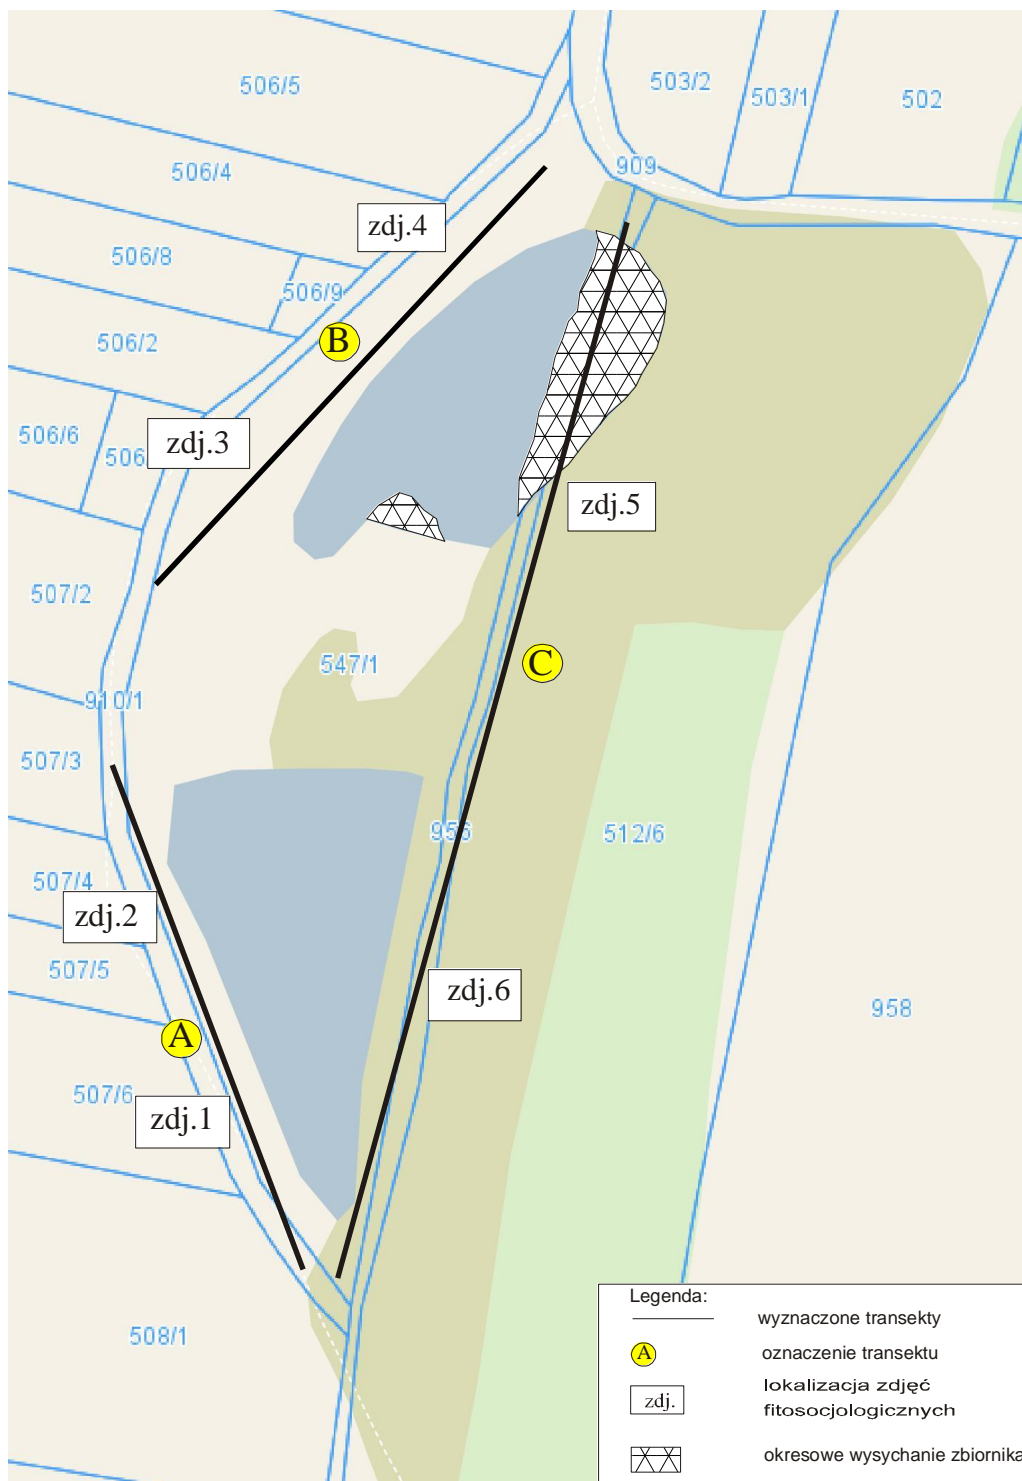 506/5
503/2
503/1
502
506/4
909
zdj.4
506/8
506/9
B
506/2
506/6
506
zdj.3
zdj.5
507/2
547/1
C
910/1
507/3
956
512/6
507/4
zdj.2
507/5
zdj.6
958
A
507/6
zdj.1
508/1
Legenda:
wyznaczone transekty
A
oznaczenie transektu
zdj.
lokalizacja zdjęć
fitosocjologicznych
okresowe wysychanie zbiornika